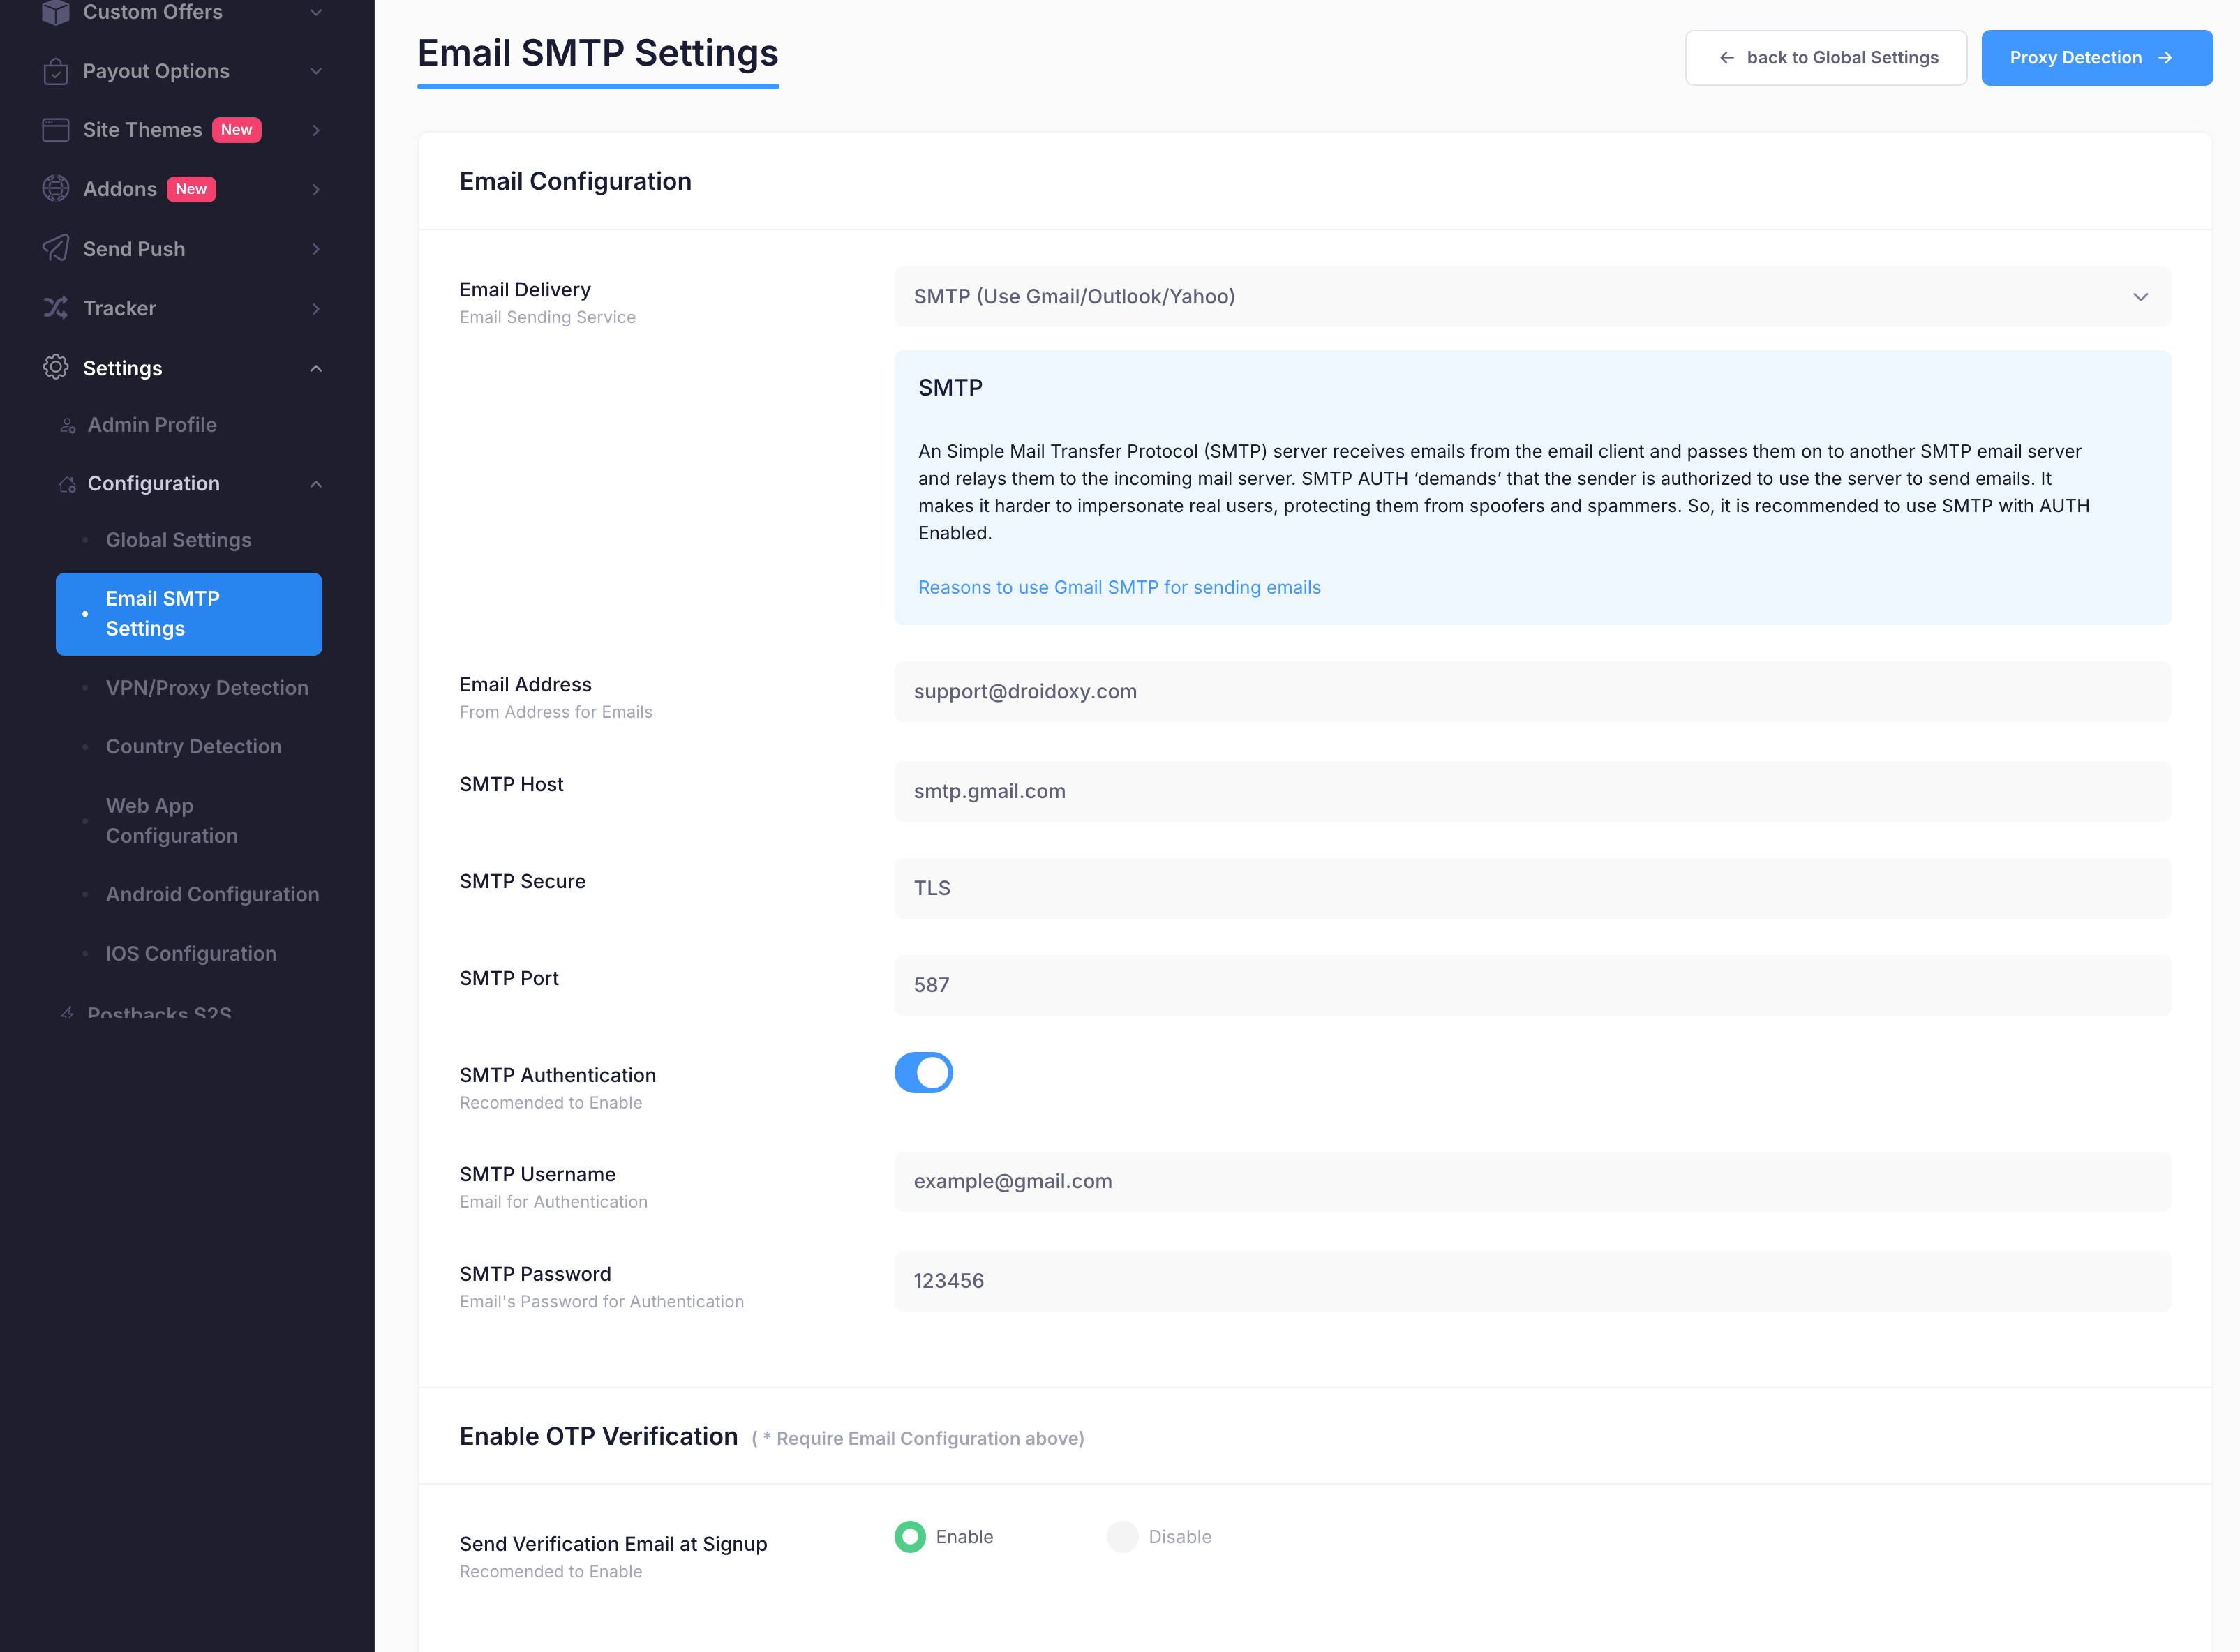 Custom Offers
Payout Options
Site Themes New
Addons New
Send Push
Tracker
Settings
Admin Profile
Configuration
Global Settings
Email SMTP
Settings
VPN/Proxy Detection
Country Detection
Web App
Configuration
Android Configuration
IOS Configuration
Postbacks S2S
Email SMTP Settings
back to Global Settings
Proxy Detection
Email Configuration
Email Delivery
Email Sending Service
SMTP (Use Gmail/Outlook/Yahoo)
SMTP
An Simple Mail Transfer Protocol (SMTP) server receives emails from the email client and passes them on to another SMTP email server
and relays them to the incoming mail server. SMTP AUTH ‘demands’ that the sender is authorized to use the server to send emails. It
makes it harder to impersonate real users, protecting them from spoofers and spammers. So, it is recommended to use SMTP with AUTH
Enabled.
Reasons to use Gmail SMTP for sending emails
Email Address
From Address for Emails
support@droidoxy.com
SMTP Host
smtp.gmail.com
SMTP Secure
TLS
SMTP Port
587
SMTP Authentication
Recomended to Enable
SMTP Username
Email for Authentication
example@gmail.com
SMTP Password
Email's Password for Authentication
123456
Enable OTP Verification ( * Require Email Configuration above)
Send Verification Email at Signup
Recomended to Enable
Enable
Disable